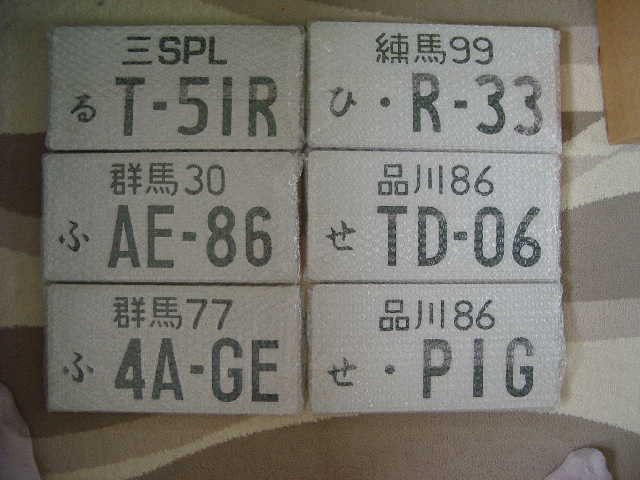 三SPL
る T-51R
練馬99
ひ ・R-33
群馬30
ふ AE-86
品川86
せ TD-06
群馬77
ふ 4A-GE
品川86
せ ・PIG